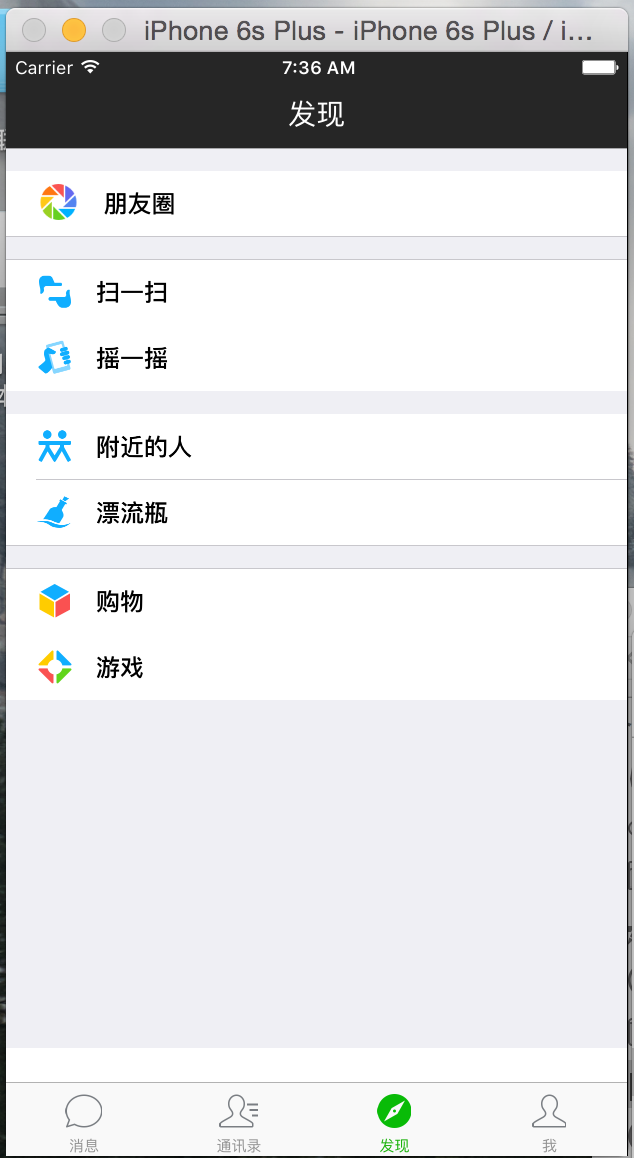 iPhone 6s Plus - iPhone 6s Plus / i...
Carrier 7:36 AM
发现
朋友圈
扫一扫
摇一摇
附近的人
漂流瓶
购物
游戏
消息 通讯录 发现 我